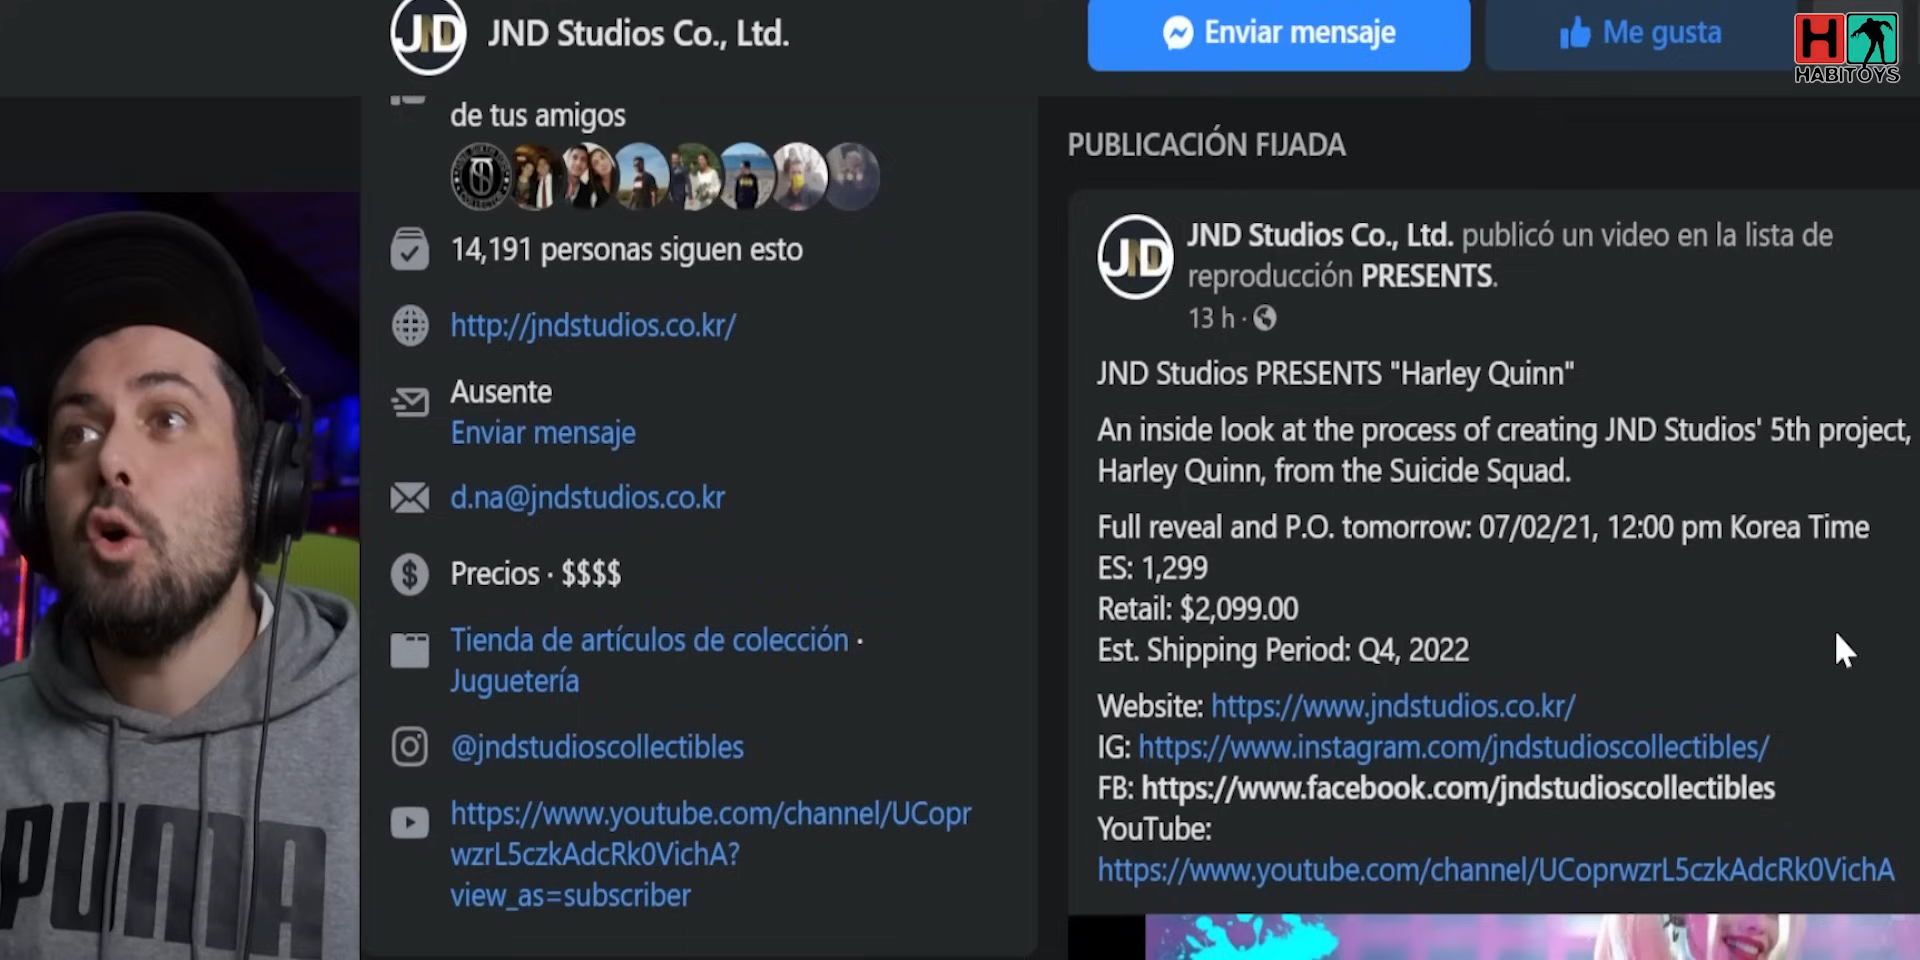 JND
JND Studios Co., Ltd.
Enviar mensaje
Me gusta
H
HABITOYS
de tus amigos
14,191 personas siguen esto
http://jndstudios.co.kr/
Ausente
Enviar mensaje
d.na@jndstudios.co.kr
Precios · $$$$
Tienda de artículos de colección ·
Juguetería
@jndstudioscollectibles
https://www.youtube.com/channel/UCopr
wzrL5czkAdcRk0VichA?
view_as=subscriber
PUBLICACIÓN FIJADA
JND
JND Studios Co., Ltd. publicó un video en la lista de
reproducción PRESENTS.
13 h ·
JND Studios PRESENTS "Harley Quinn"
An inside look at the process of creating JND Studios' 5th project,
Harley Quinn, from the Suicide Squad.
Full reveal and P.O. tomorrow: 07/02/21, 12:00 pm Korea Time
ES: 1,299
Retail: $2,099.00
Est. Shipping Period: Q4, 2022
Website: https://www.jndstudios.co.kr/
IG: https://www.instagram.com/jndstudioscollectibles/
FB: https://www.facebook.com/jndstudioscollectibles
YouTube:
https://www.youtube.com/channel/UCoprwzrL5czkAdcRk0VichA
PUMA